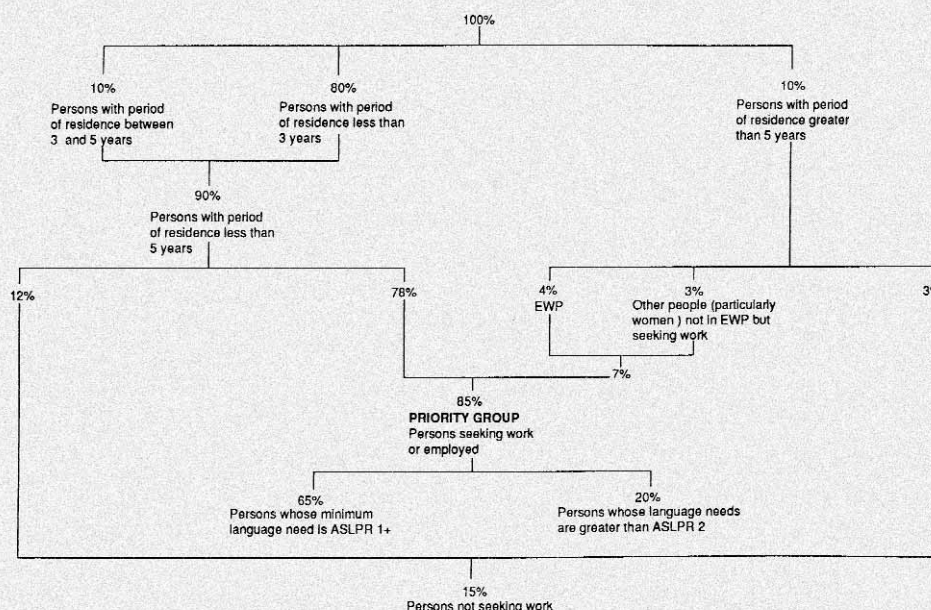 100%
10%
Persons with period
of residence between
3 and 5 years
80%
Persons with period
of residence less than
3 years
10%
Persons with period
of residence greater
than 5 years
90%
Persons with period
of residence less than
5 years
12%
78%
4%
EWP
3%
Other people (particularly
women ) not in EWP but
seeking work
3%
7%
85%
PRIORITY GROUP
Persons seeking work
or employed
65%
Persons whose minimum
language need is ASLPR 1+
20%
Persons whose language needs
are greater than ASLPR 2
15%
Persons not seeking work